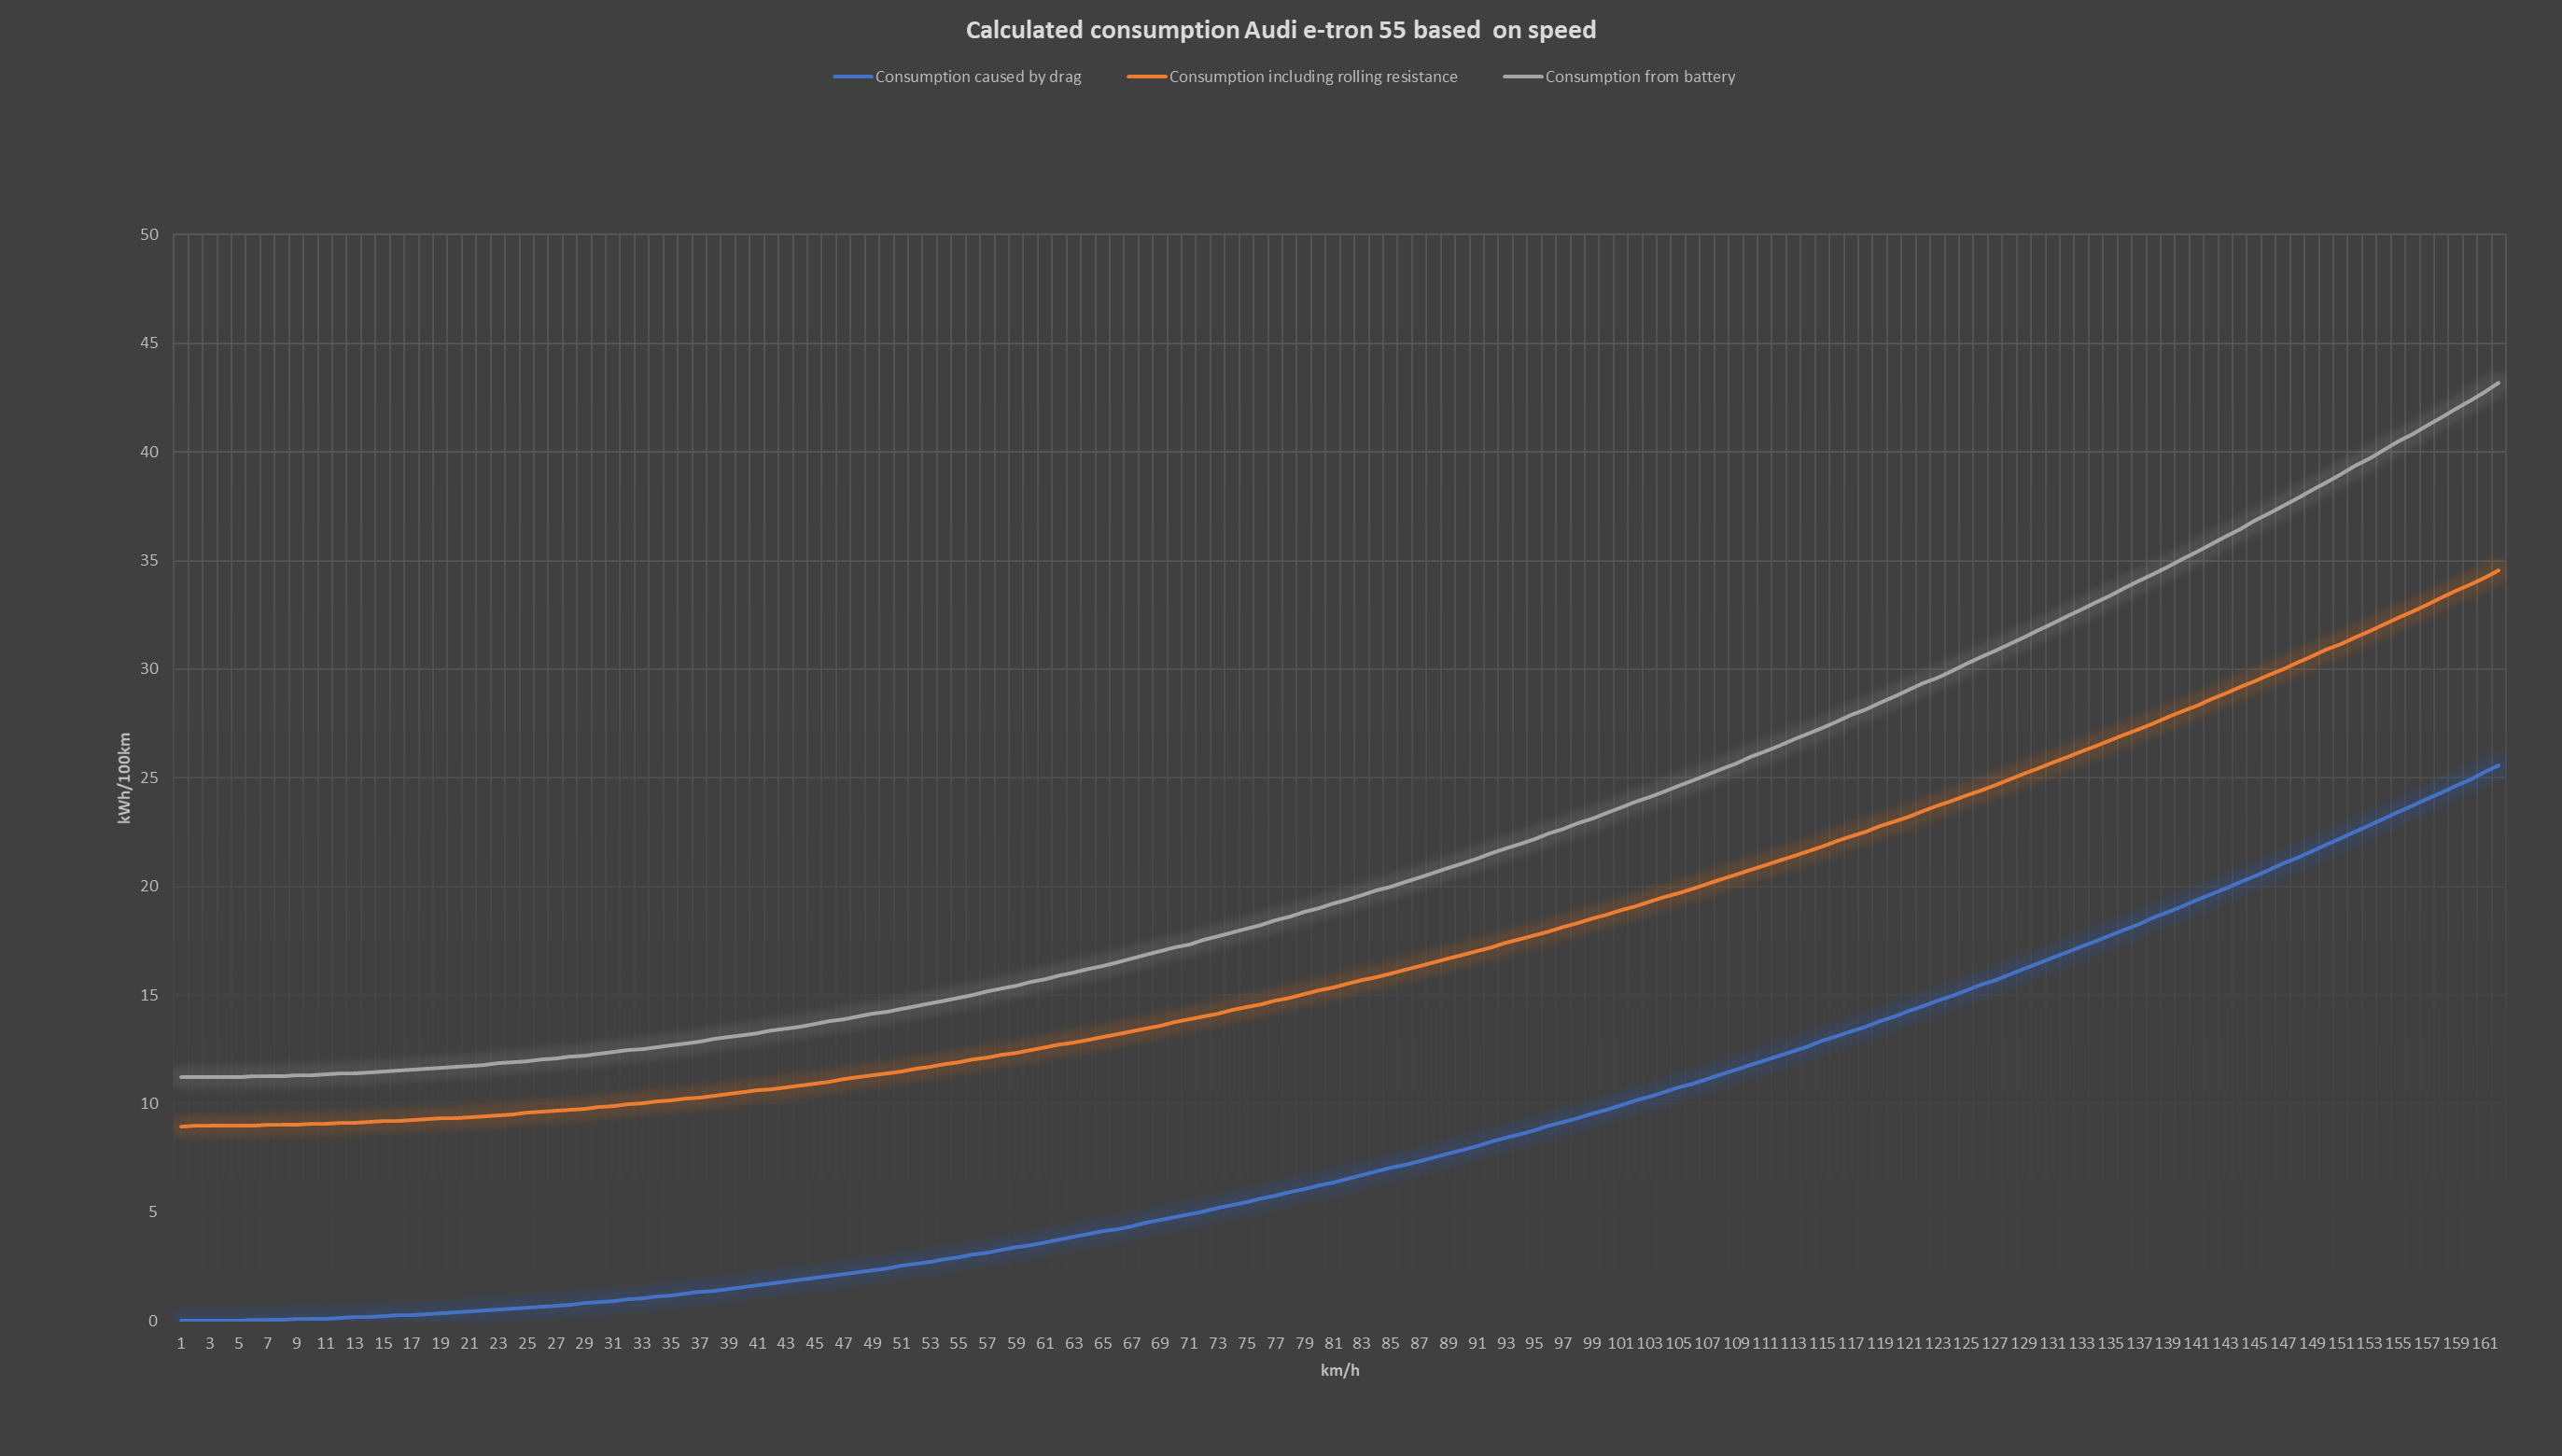 Calculated consumption Audi e-tron 55 based  on speed
Consumption caused by drag Consumption including rolling resistance Consumption from battery
50
45
40
35
30
25
20
15
10
5
0
kWh/100km
1 3 5 7 9 11 13 15 17 19 21 23 25 27 29 31 33 35 37 39 41 43 45 47 49 51 53 55 57 59 61 63 65 67 69 71 73 75 77 79 81 83 85 87 89 91 93 95 97 99 101 103 105 107 109 111 113 115 117 119 121 123 125 127 129 131 133 135 137 139 141 143 145 147 149 151 153 155 157 159 161
km/h